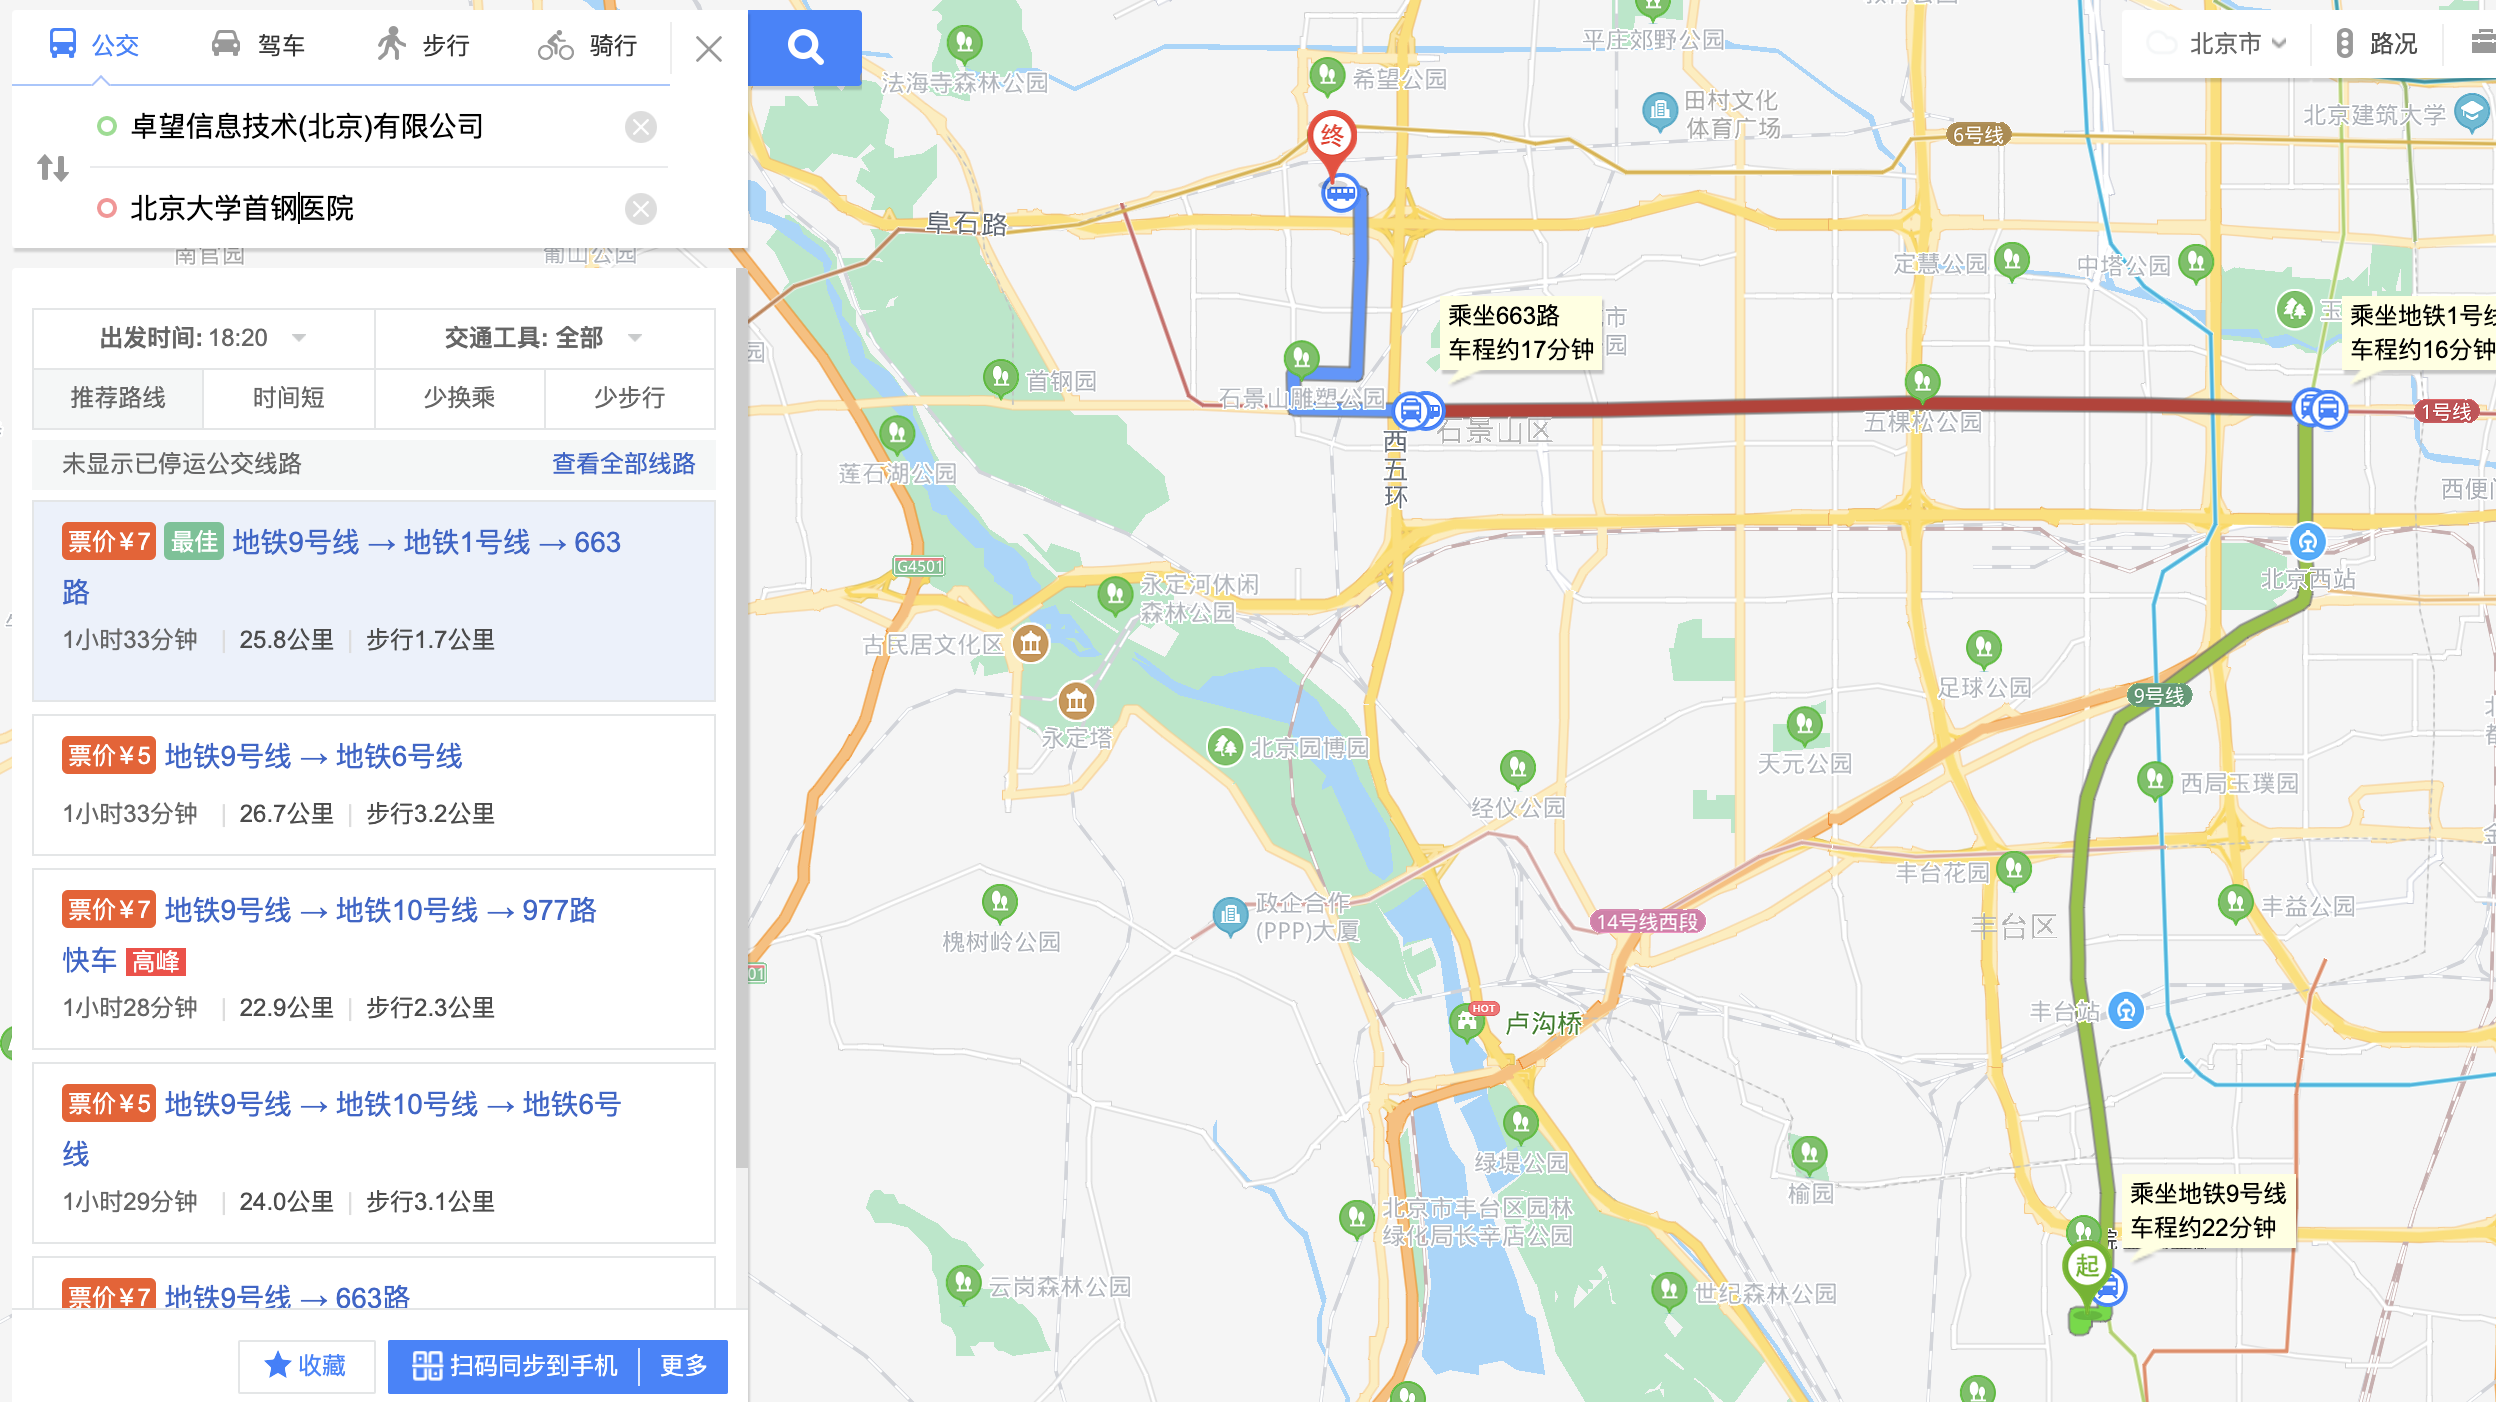 公交
驾车
步行
骑行
卓望信息技术(北京)有限公司
北京大学首钢医院
南宫园
出发时间: 18:20
交通工具: 全部
推荐路线
时间短
少换乘
少步行
未显示已停运公交线路
查看全部线路
票价¥7 最佳 地铁9号线 → 地铁1号线 → 663
路
1小时33分钟 | 25.8公里 | 步行1.7公里
票价¥5 地铁9号线 → 地铁6号线
1小时33分钟 | 26.7公里 | 步行3.2公里
票价¥7 地铁9号线 → 地铁10号线 → 977路
快车 高峰
1小时28分钟 | 22.9公里 | 步行2.3公里
票价¥5 地铁9号线 → 地铁10号线 → 地铁6号
线
1小时29分钟 | 24.0公里 | 步行3.1公里
票价¥7 地铁9号线 → 663路
收藏
扫码同步到手机
更多
北京市
路况
法海寺森林公园
平庄郊野公园
希望公园
田村文化
体育广场
北京建筑大学
6号线
终
阜石路
定慧公园
中塔公园
乘坐663路
车程约17分钟
市
园
乘坐地铁1号线
车程约16分钟
首钢园
石景山雕塑公园
石景山区
五棵松公园
1号线
西五环
莲石湖公园
西便门
G4501
北京西站
永定河休闲
森林公园
古民居文化区
永定塔
北京园博园
足球公园
9号线
天元公园
西局玉璞园
经仪公园
丰台花园
丰益公园
丰台区
槐树岭公园
政企合作
(PPP)大厦
14号线西段
01
丰台站
HOT
卢沟桥
绿堤公园
榆园
北京市丰台区园林
绿化局长辛店公园
乘坐地铁9号线
车程约22分钟
院
起
云岗森林公园
世纪森林公园